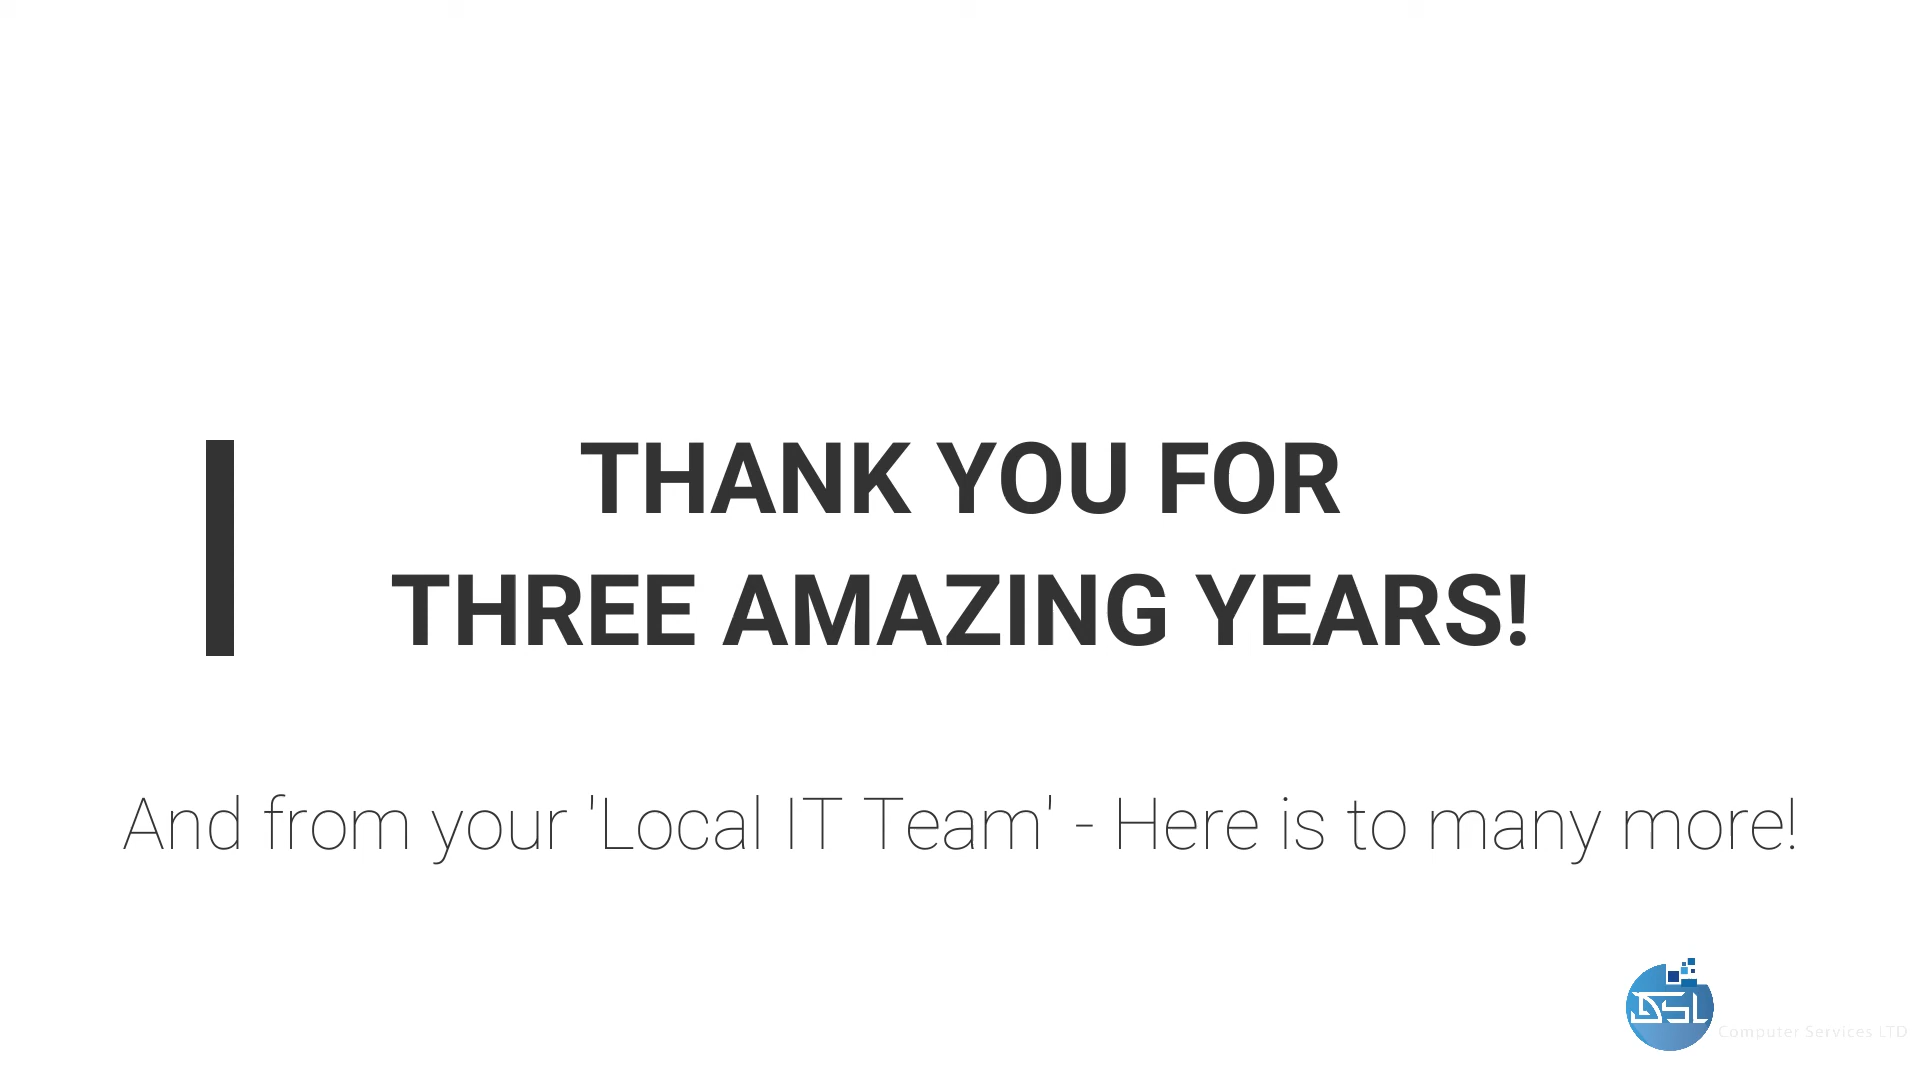 THANK YOU FOR
THREE AMAZING YEARS!
And from your 'Local IT Team' - Here is to many more!
DSL
Computer Services LTD